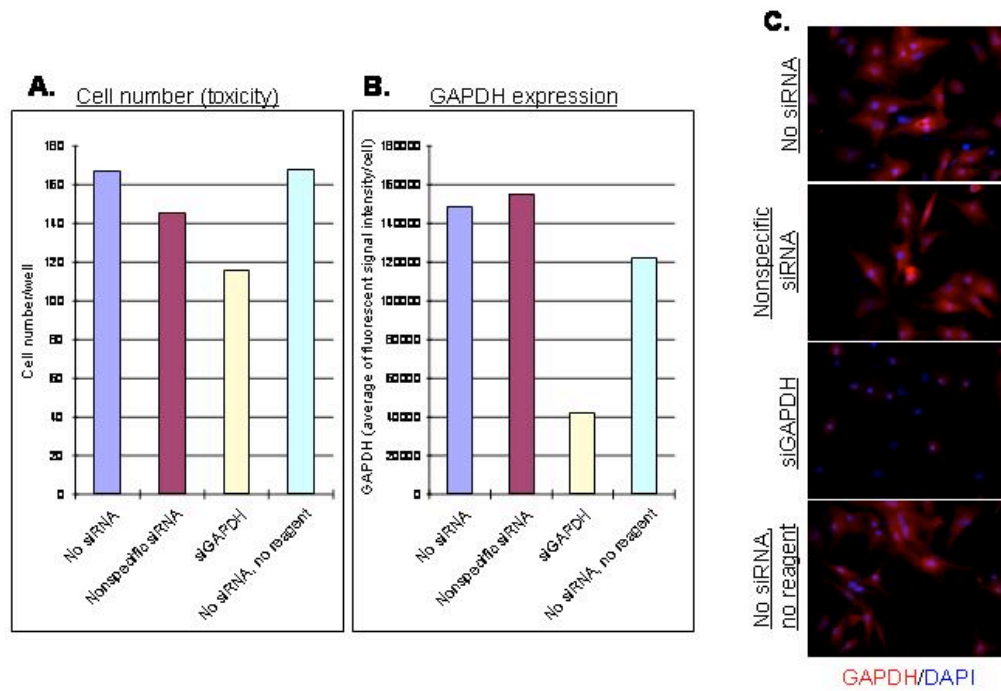 A. Cell number (toxicity)
180
160
140
120
100
80
60
40
20
0
Cell number/well
No siRNA
Nonspecific siRNA
siGAPDH
No siRNA, no reagent
B. GAPDH expression
180000
160000
140000
120000
100000
80000
60000
40000
20000
0
GAPDH (average of fluorescent signal intensity/cell)
No siRNA
Nonspecific siRNA
siGAPDH
No siRNA, no reagent
C.
No siRNA
Nonspecific
siRNA
siGAPDH
No siRNA,
no reagent
GAPDH/DAPI